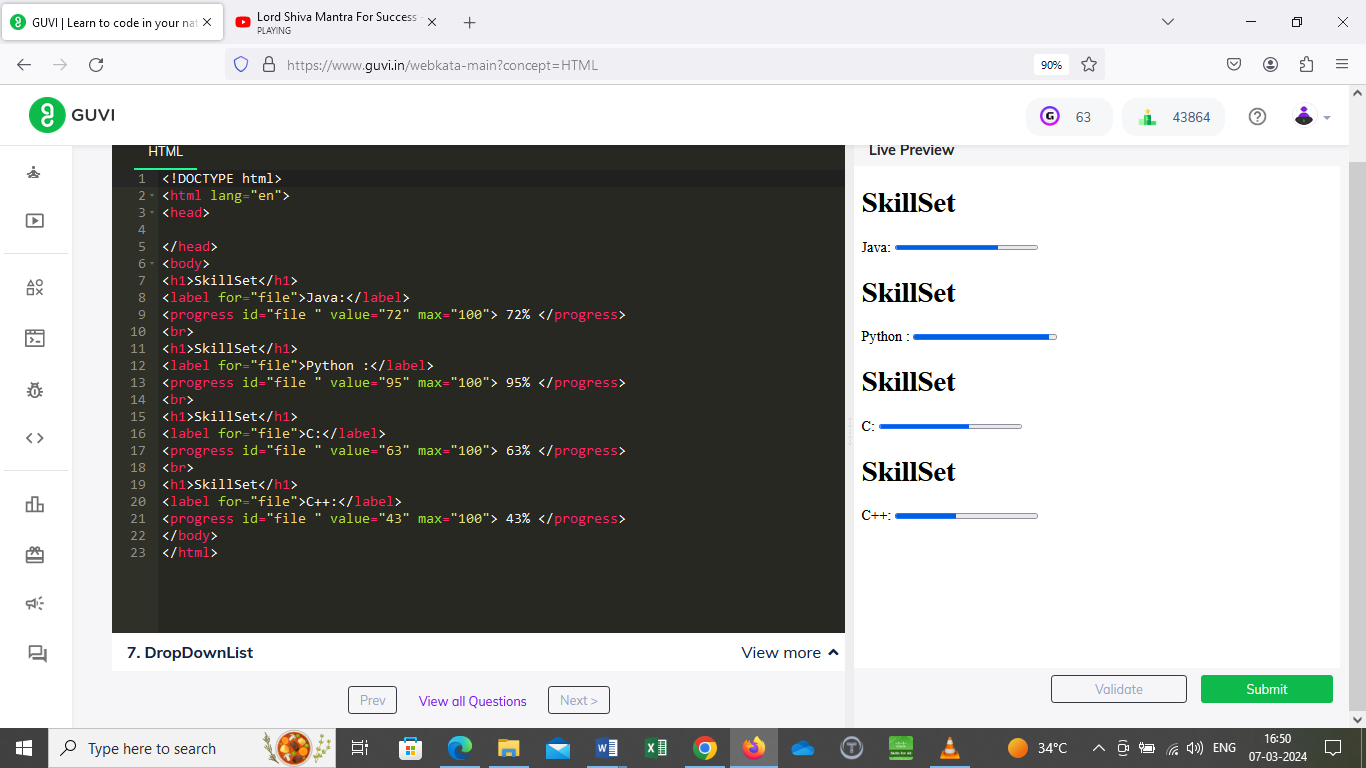 GUVI | Learn to code in your nat
Lord Shiva Mantra For Success -
PLAYING
https://www.guvi.in/webkata-main?concept=HTML
90%
GUVI
63
43864
HTML
Live Preview
1 <!DOCTYPE html>
2 <html lang="en">
3 <head>
4
5 </head>
6 <body>
7 <h1>SkillSet</h1>
8 <label for="file">Java:</label>
9 <progress id="file " value="72" max="100"> 72% </progress>
10 <br>
11 <h1>SkillSet</h1>
12 <label for="file">Python :</label>
13 <progress id="file " value="95" max="100"> 95% </progress>
14 <br>
15 <h1>SkillSet</h1>
16 <label for="file">C:</label>
17 <progress id="file " value="63" max="100"> 63% </progress>
18 <br>
19 <h1>SkillSet</h1>
20 <label for="file">C++:</label>
21 <progress id="file " value="43" max="100"> 43% </progress>
22 </body>
23 </html>
SkillSet
Java:
SkillSet
Python :
SkillSet
C:
SkillSet
C++:
7. DropDownList
View more
Prev
View all Questions
Next >
Validate
Submit
Type here to search
34°C
ENG
16:50
07-03-2024